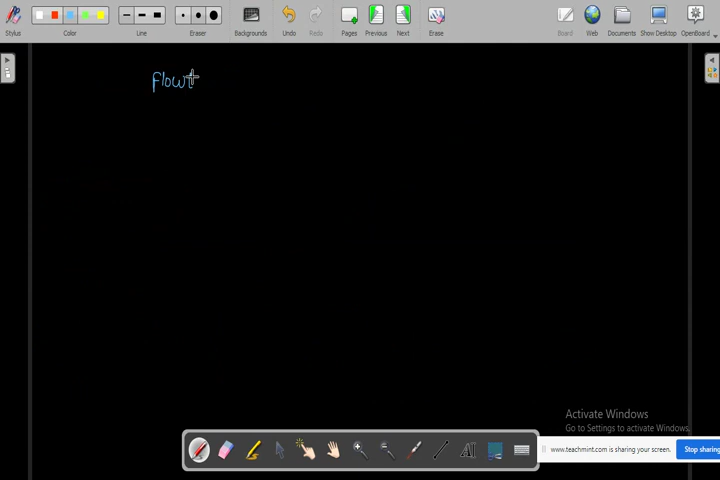 Stylus
Color
Line
Eraser
Backgrounds
Undo
Redo
Pages
Previous
Next
Erase
Board
Web
Documents
Show Desktop
OpenBoard
Flowt
Activate Windows
Go to Settings to activate Windows.
www.teachmint.com is sharing your screen.
Stop sharing